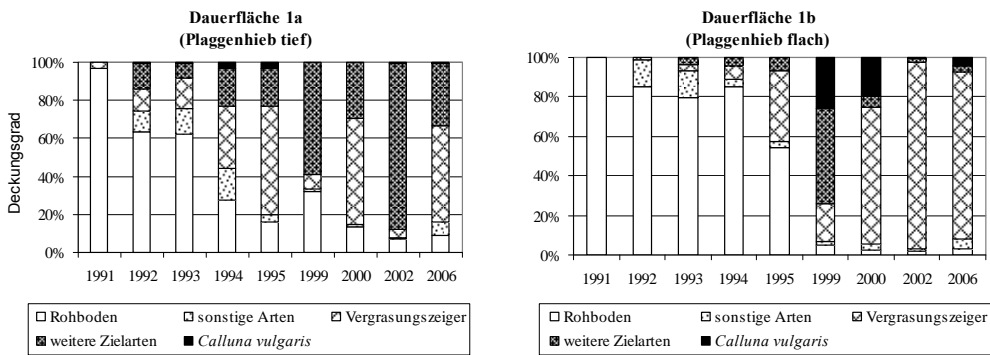 Dauerfläche 1a
(Plaggenhieb tief)
Deckungsgrad
100%
80%
60%
40%
20%
0%
1991 1992 1993 1994 1995 1999 2000 2002 2006
Rohboden sonstige Arten Vergrasungszeiger
weitere Zielarten Calluna vulgaris
Dauerfläche 1b
(Plaggenhieb flach)
100%
80%
60%
40%
20%
0%
1991 1992 1993 1994 1995 1999 2000 2002 2006
Rohboden sonstige Arten Vergrasungszeiger
weitere Zielarten Calluna vulgaris